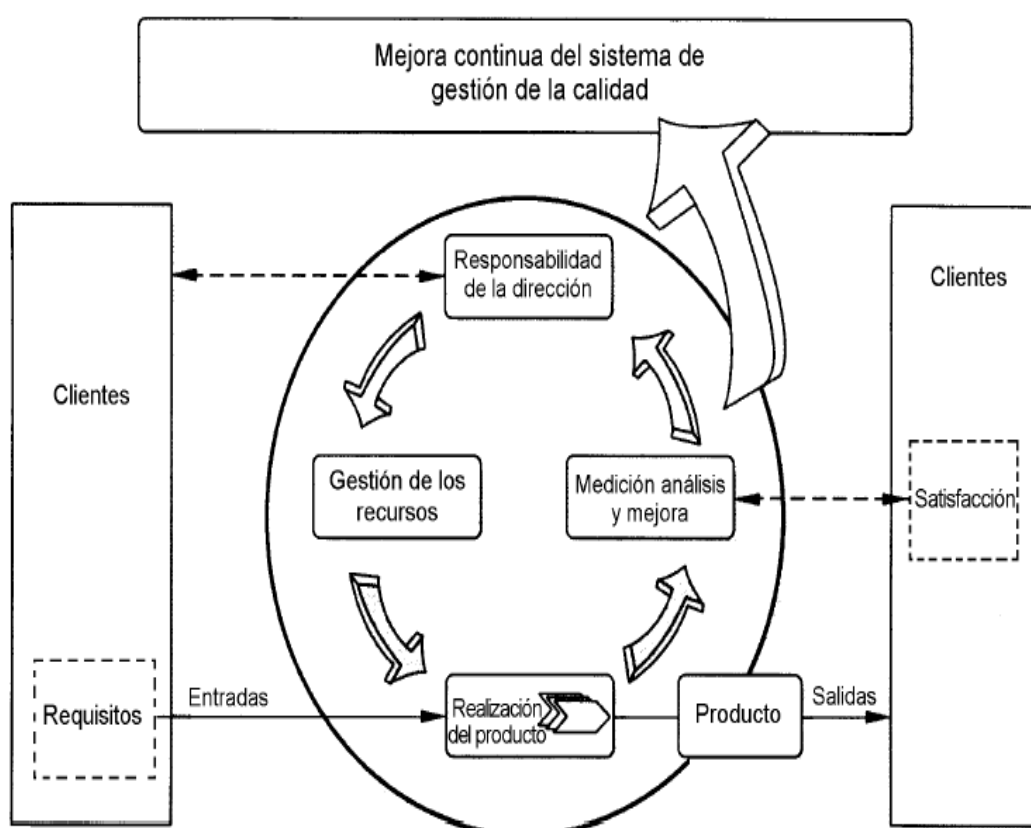 Mejora continua del sistema de
gestión de la calidad
Clientes
Responsabilidad
de la dirección
Clientes
Gestión de los
recursos
Medición análisis
y mejora
Satisfacción
Requisitos
Entradas
Realización
del producto
Producto
Salidas